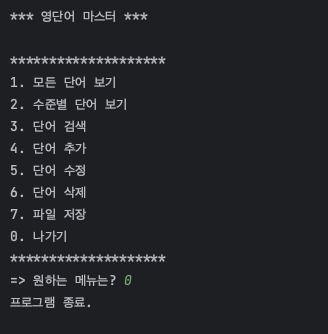 *** 영단어 마스터 ***
********************
1. 모든 단어 보기
2. 수준별 단어 보기
3. 단어 검색
4. 단어 추가
5. 단어 수정
6. 단어 삭제
7. 파일 저장
0. 나가기
********************
=> 원하는 메뉴는? 0
프로그램 종료.